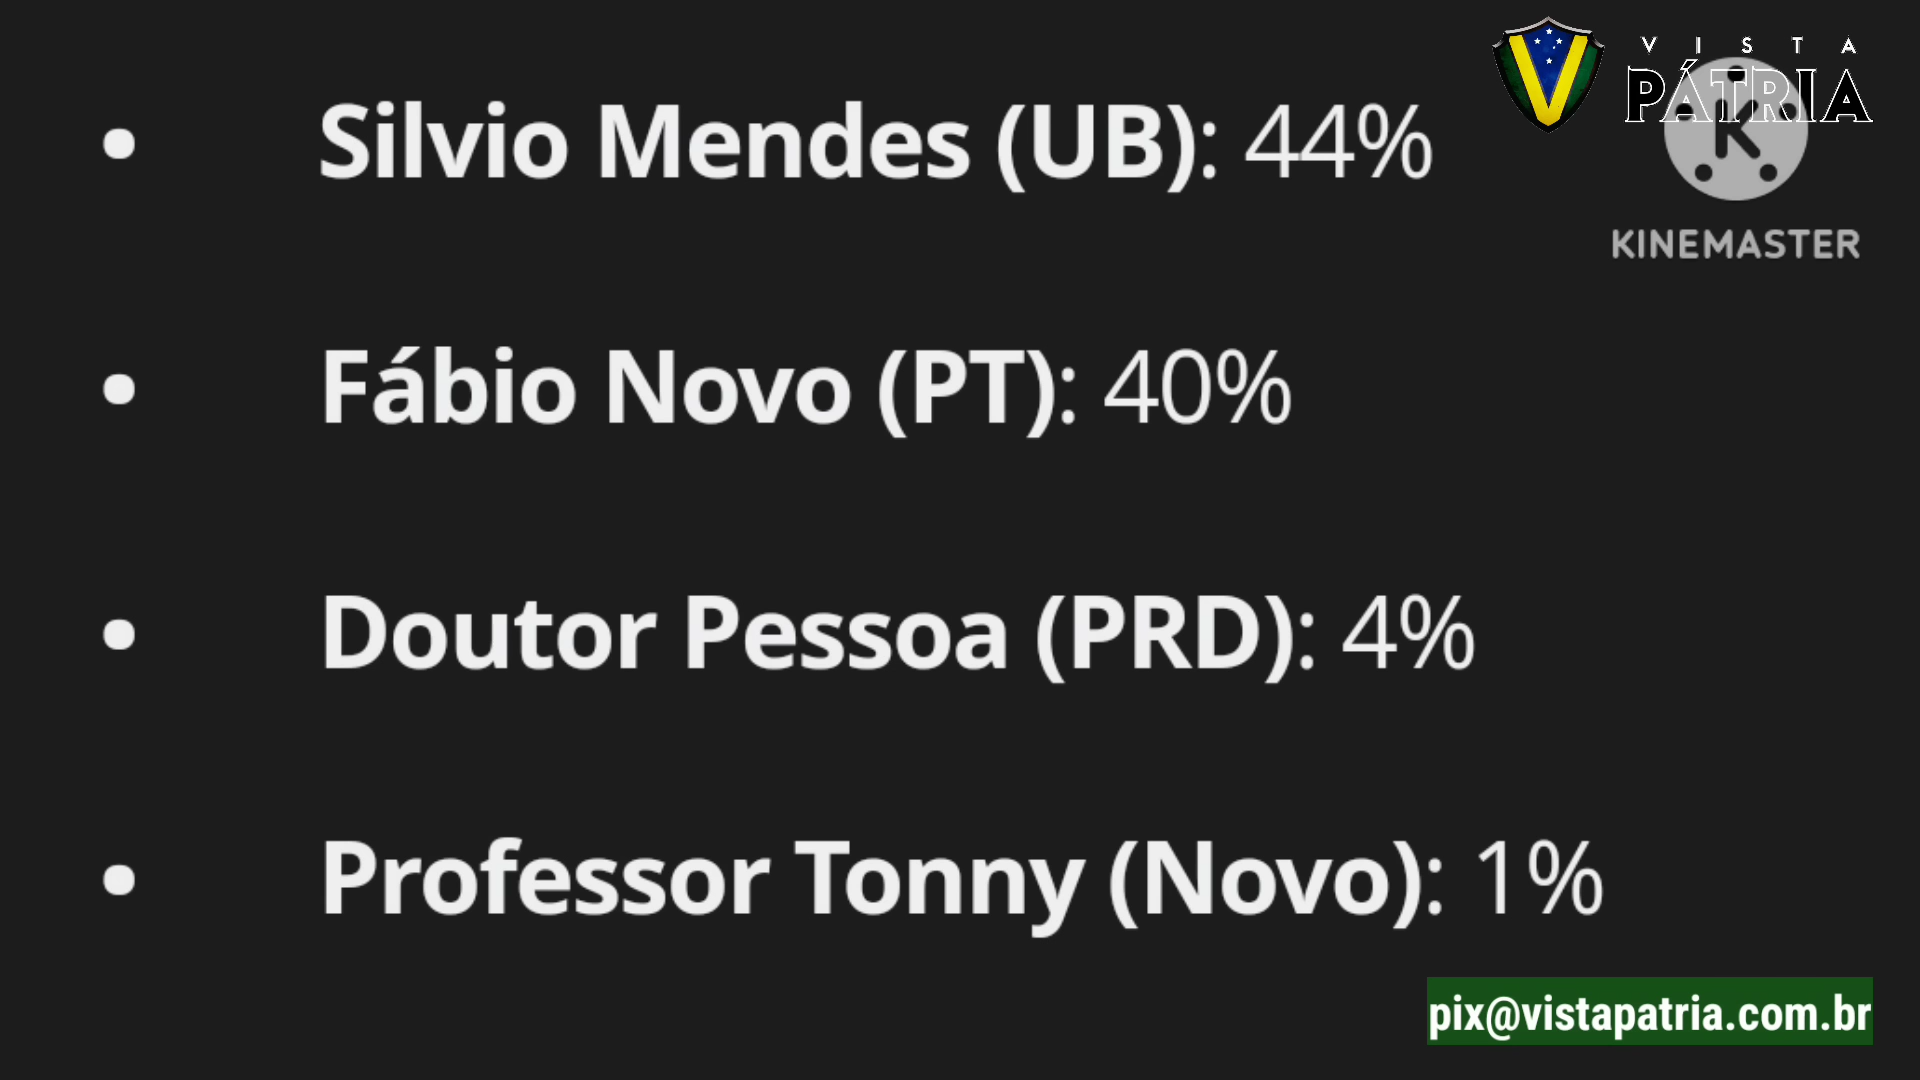 VISTA
PÁTRIA
K
KINEMASTER
• Silvio Mendes (UB): 44%
• Fábio Novo (PT): 40%
• Doutor Pessoa (PRD): 4%
• Professor Tonny (Novo): 1%
pix@vistapatria.com.br